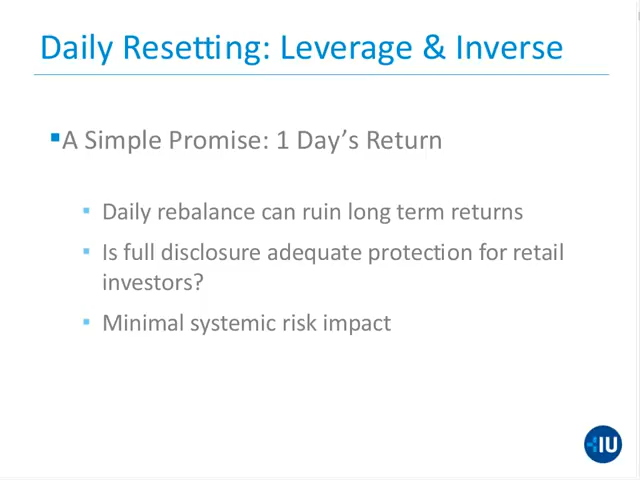 Daily Resetting: Leverage & Inverse
▪A Simple Promise: 1 Day’s Return
▪ Daily rebalance can ruin long term returns
▪ Is full disclosure adequate protection for retail
investors?
▪ Minimal systemic risk impact
IU